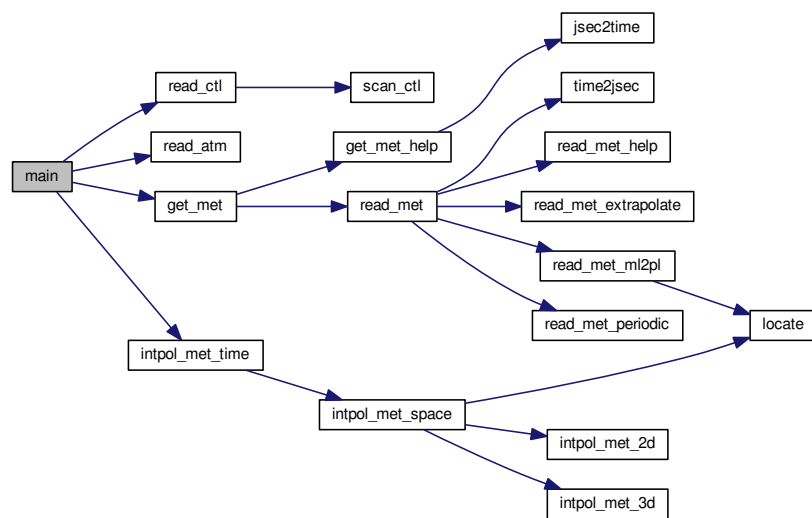 jsec2time
read_ctl
scan_ctl
time2jsec
read_atm
get_met_help
read_met_help
main
get_met
read_met
read_met_extrapolate
read_met_ml2pl
read_met_periodic
locate
intpol_met_time
intpol_met_space
intpol_met_2d
intpol_met_3d